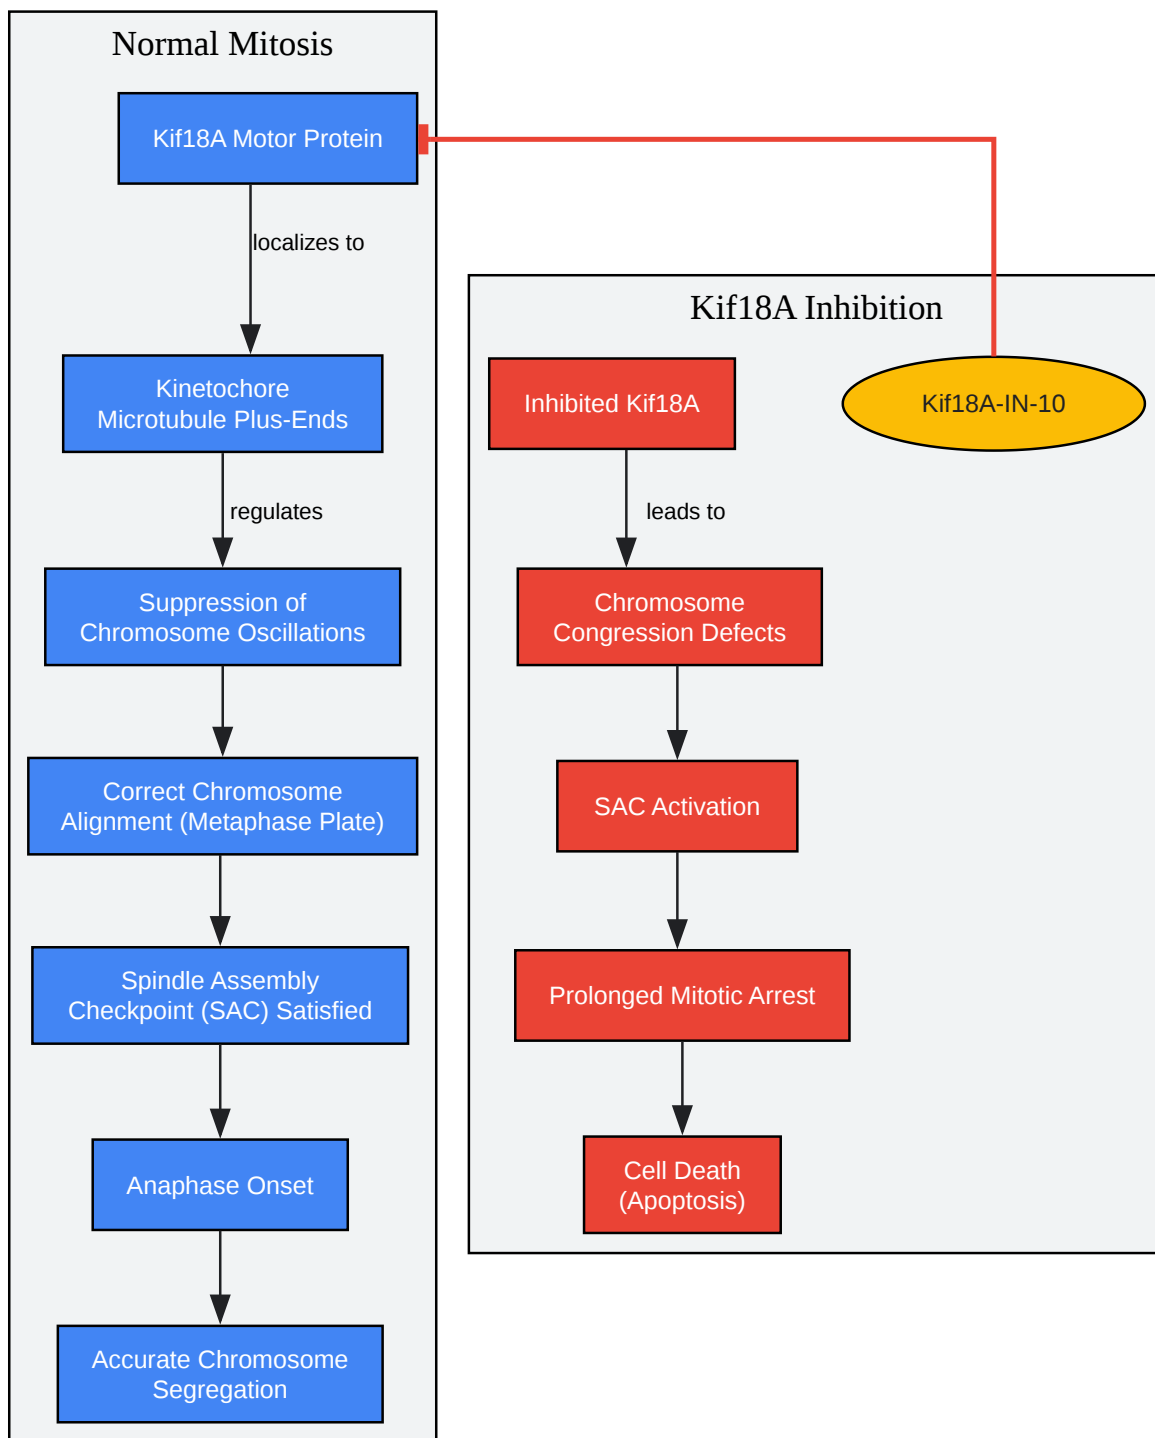 Normal Mitosis
Kif18A Motor Protein
localizes to
Kinetochore
Microtubule Plus-Ends
regulates
Suppression of
Chromosome Oscillations
Correct Chromosome
Alignment (Metaphase Plate)
Spindle Assembly
Checkpoint (SAC) Satisfied
Anaphase Onset
Accurate Chromosome
Segregation
Kif18A Inhibition
Inhibited Kif18A
Kif18A-IN-10
leads to
Chromosome
Congression Defects
SAC Activation
Prolonged Mitotic Arrest
Cell Death
(Apoptosis)